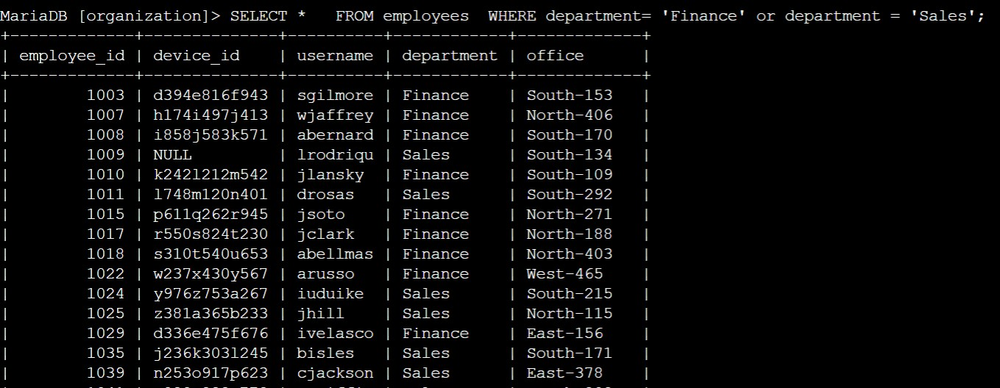 MariaDB [organization]> SELECT *   FROM employees  WHERE department= 'Finance' or department = 'Sales';
+-------------+--------------+----------+------------+-------------+
| employee_id | device_id    | username | department | office      |
+-------------+--------------+----------+------------+-------------+
|        1003 | d394e816f943 | sgilmore | Finance    | South-153   |
|        1007 | h174i497j413 | wjaffrey | Finance    | North-406   |
|        1008 | i858j583k571 | abernard | Finance    | South-170   |
|        1009 | NULL         | lrodriqu | Sales      | South-134   |
|        1010 | k242l212m542 | jlansky  | Finance    | South-109   |
|        1011 | l748m120n401 | drosas   | Sales      | South-292   |
|        1015 | p611q262r945 | jsoto    | Finance    | North-271   |
|        1017 | r550s824t230 | jclark   | Finance    | North-188   |
|        1018 | s310t540u653 | abellmas | Finance    | North-403   |
|        1022 | w237x430y567 | arusso   | Finance    | West-465    |
|        1024 | y976z753a267 | iuduike  | Sales      | South-215   |
|        1025 | z381a365b233 | jhill    | Sales      | North-115   |
|        1029 | d336e475f676 | ivelasco | Finance    | East-156    |
|        1035 | j236k303l245 | bisles   | Sales      | South-171   |
|        1039 | n253o917p623 | cjackson | Sales      | East-378    |